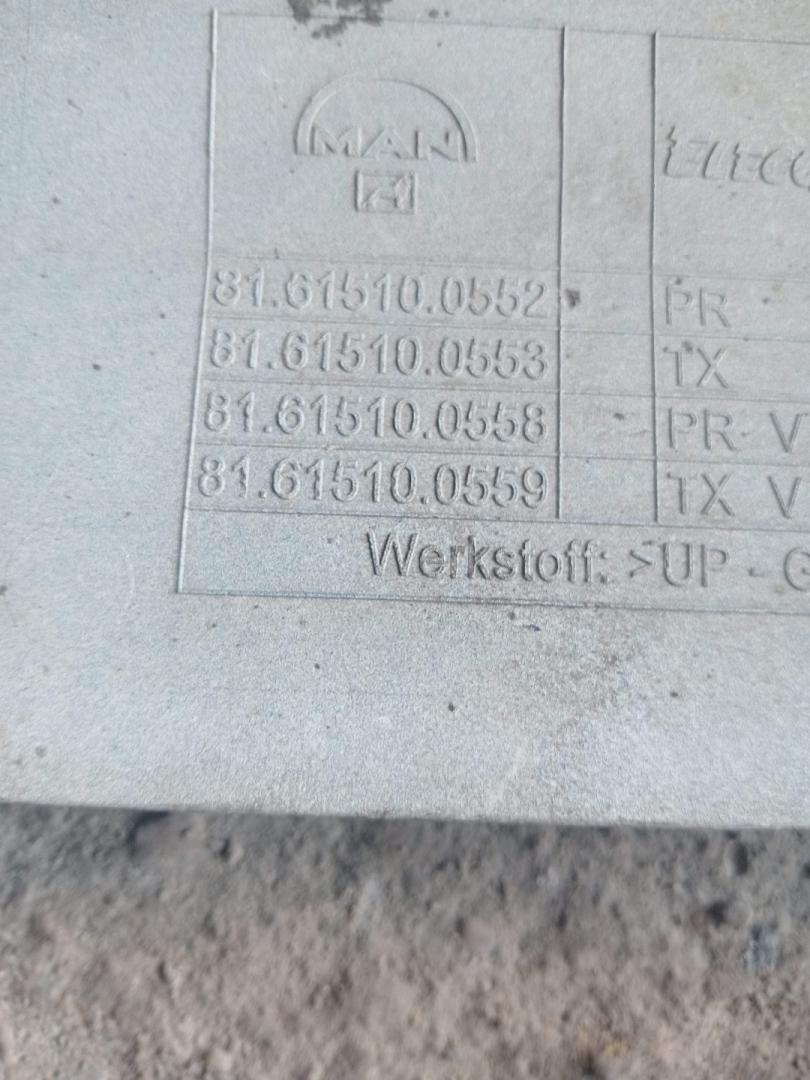 MAN
ELECO
81.61510.0552 PR
81.61510.0553 TX
81.61510.0558 PR V
81.61510.0559 TX V
Werkstoff: >UP - G